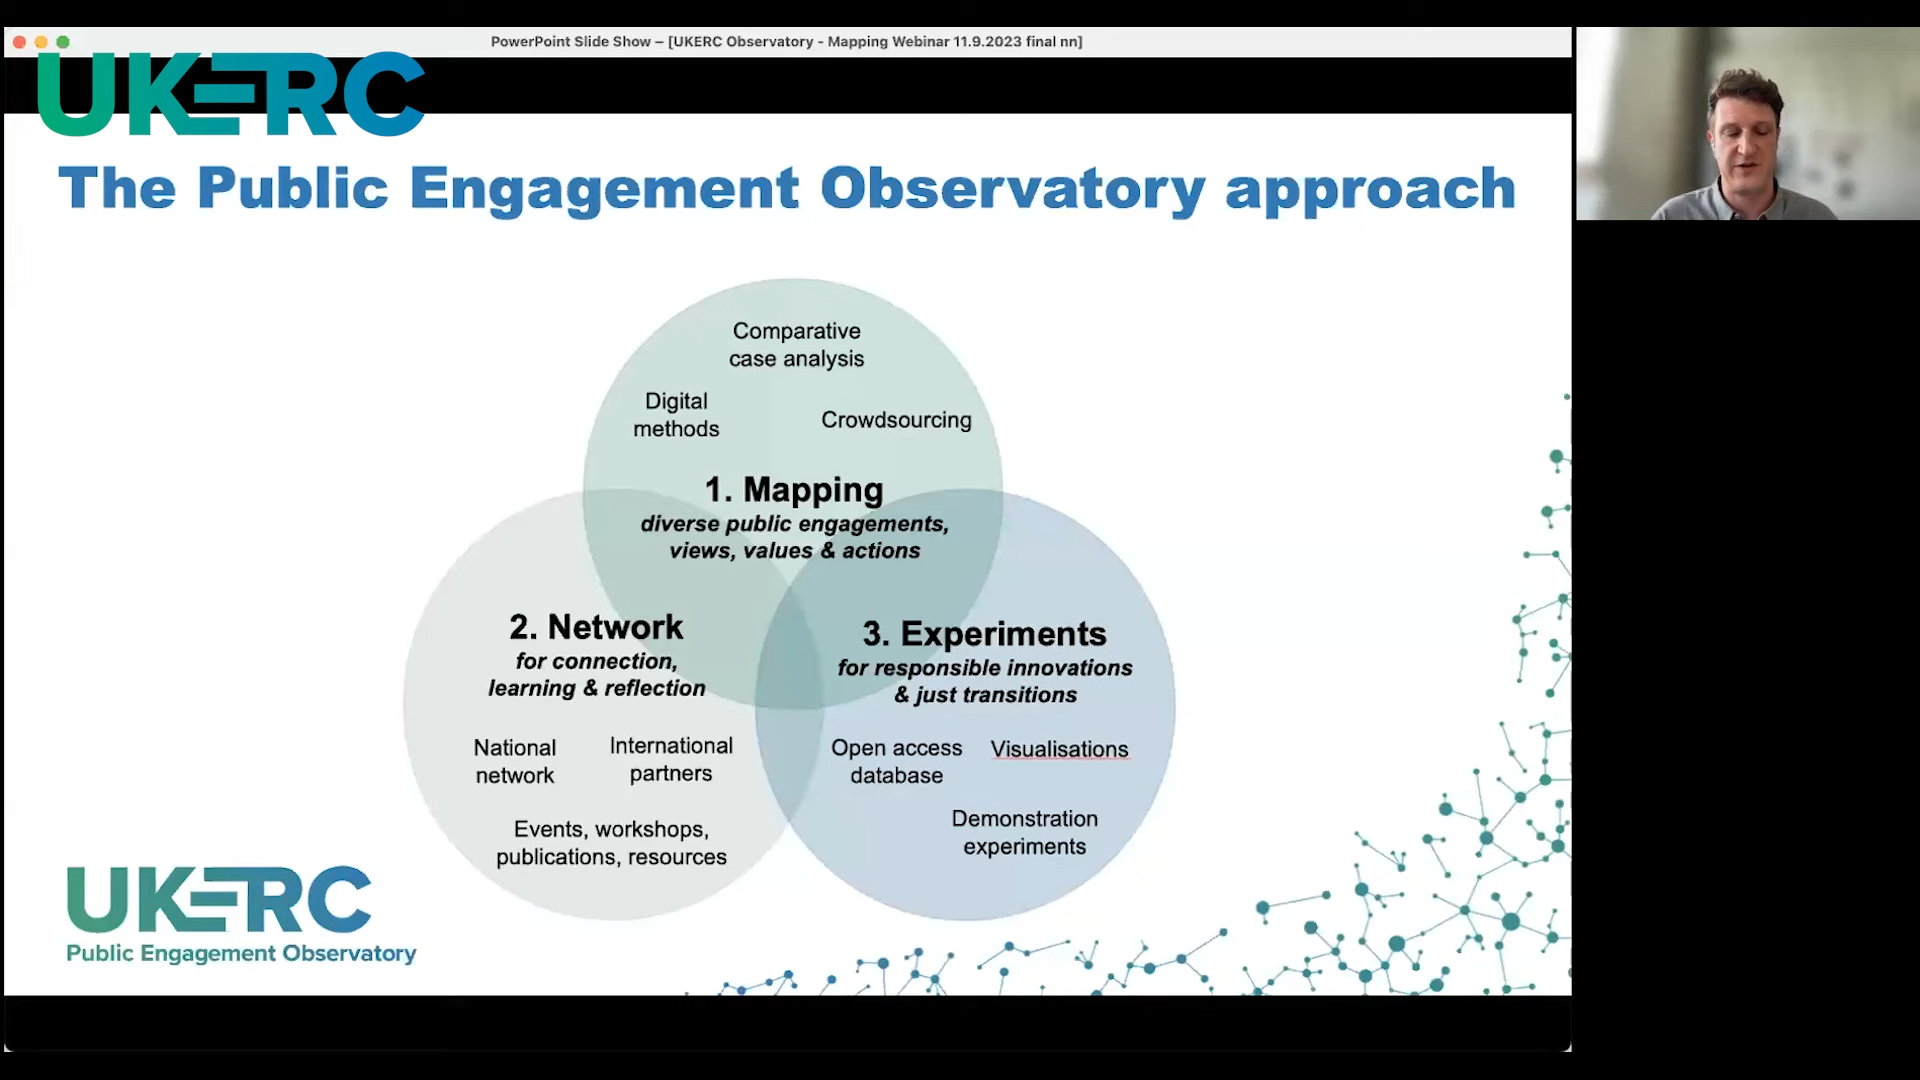 PowerPoint Slide Show – [UKERC Observatory - Mapping Webinar 11.9.2023 final nn]
UKERC
The Public Engagement Observatory approach
Comparative
case analysis
Digital
methods
Crowdsourcing
1. Mapping
diverse public engagements,
views, values & actions
2. Network
for connection,
learning & reflection
National
network
International
partners
Events, workshops,
publications, resources
3. Experiments
for responsible innovations
& just transitions
Open access
database
Visualisations
Demonstration
experiments
UKERC
Public Engagement Observatory